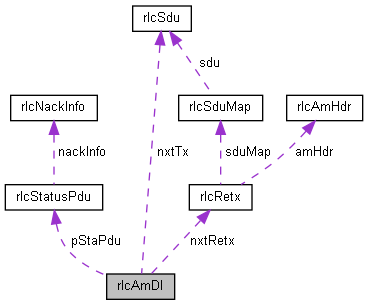 rlcSdu
sdu
rlcNackInfo
rlcSduMap
rlcAmHdr
nackInfo
nxtTx
sduMap
amHdr
rlcStatusPdu
rlcRetx
pStaPdu
nxtRetx
rlcAmDl